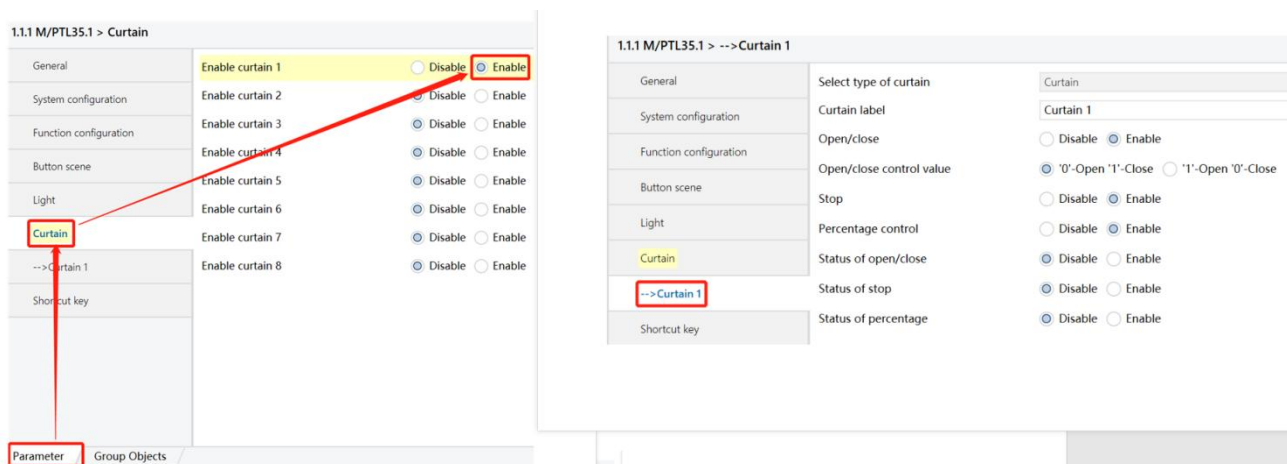 1.1.1 M/PTL35.1 > Curtain
General
System configuration
Function configuration
Button scene
Light
Curtain
-->Curtain 1
Shortcut key
Enable curtain 1 Disable Enable
Enable curtain 2 Disable Enable
Enable curtain 3 Disable Enable
Enable curtain 4 Disable Enable
Enable curtain 5 Disable Enable
Enable curtain 6 Disable Enable
Enable curtain 7 Disable Enable
Enable curtain 8 Disable Enable
Parameter Group Objects
1.1.1 M/PTL35.1 > -->Curtain 1
General
System configuration
Function configuration
Button scene
Light
Curtain
-->Curtain 1
Shortcut key
Select type of curtain Curtain
Curtain label Curtain 1
Open/close Disable Enable
Open/close control value '0'-Open '1'-Close '1'-Open '0'-Close
Stop Disable Enable
Percentage control Disable Enable
Status of open/close Disable Enable
Status of stop Disable Enable
Status of percentage Disable Enable